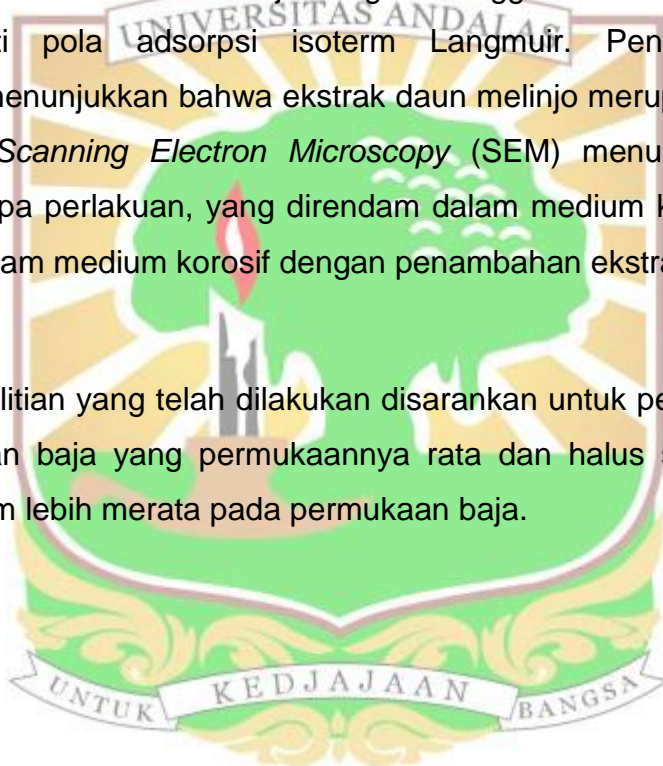 UNIVERSITAS ANDALAS
ti pola adsorpsi isoterm Langmuir. Pen
menunjukkan bahwa ekstrak daun melinjo meru
Scanning Electron Microscopy (SEM) menu
pa perlakuan, yang direndam dalam medium k
am medium korosif dengan penambahan ekstra
litian yang telah dilakukan disarankan untuk pe
n baja yang permukaannya rata dan halus s
m lebih merata pada permukaan baja.
UNTUK KEDJAJAAN BANGSA